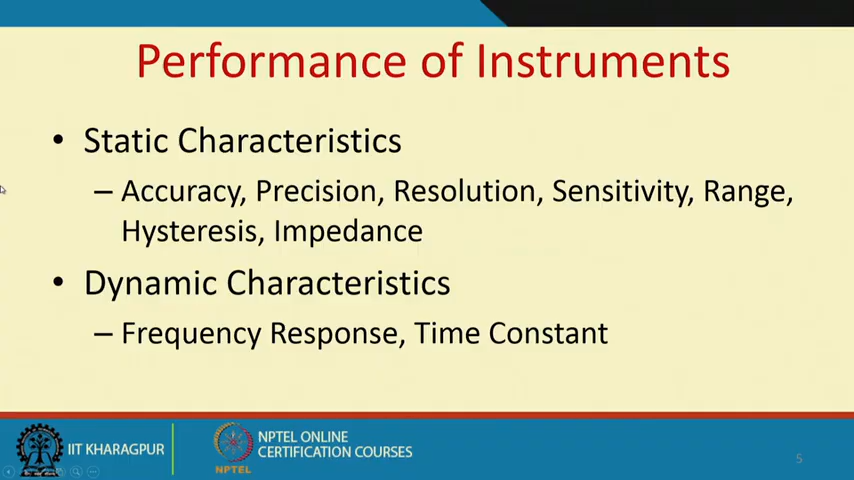 Performance of Instruments
• Static Characteristics
– Accuracy, Precision, Resolution, Sensitivity, Range,
Hysteresis, Impedance
• Dynamic Characteristics
– Frequency Response, Time Constant
IIT KHARAGPUR
NPTEL
NPTEL ONLINE
CERTIFICATION COURSES
5